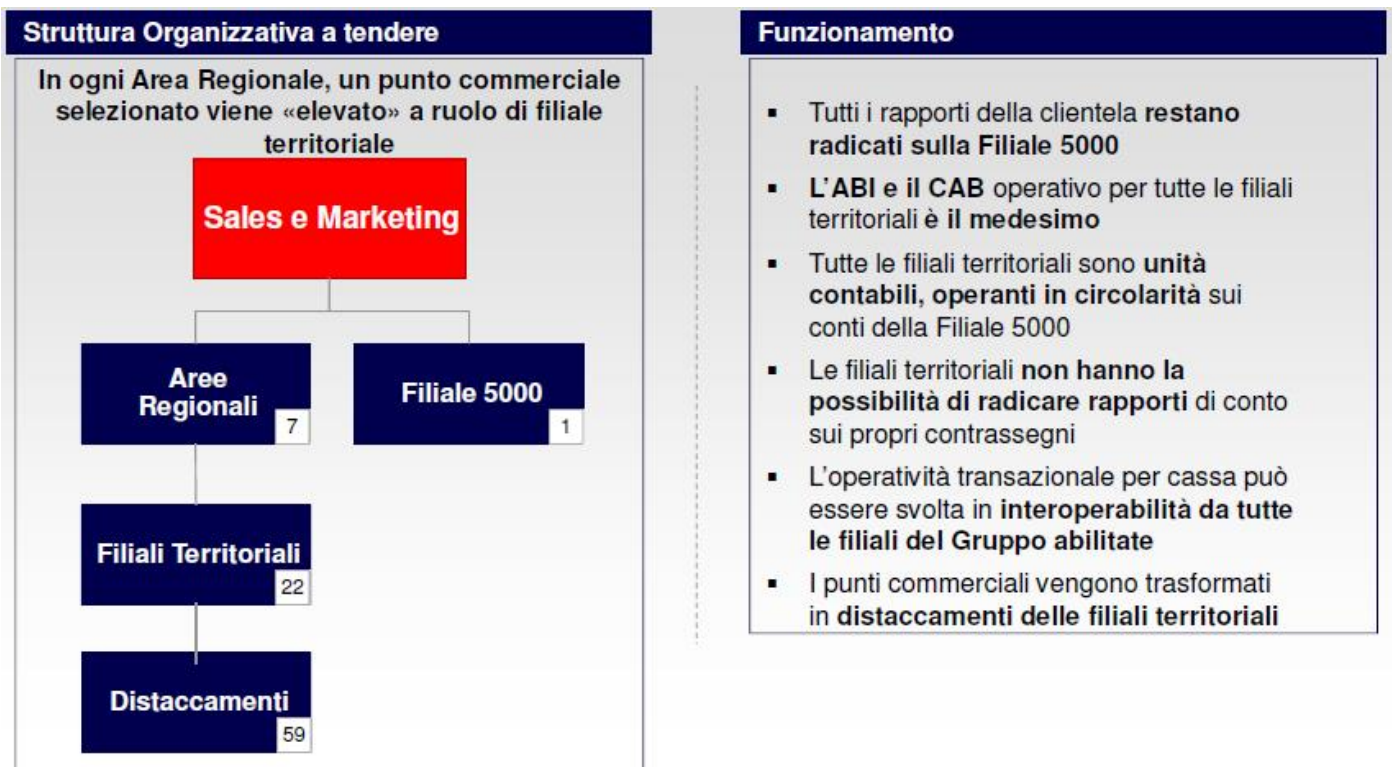 Struttura Organizzativa a tendere
In ogni Area Regionale, un punto commerciale
selezionato viene «elevato» a ruolo di filiale
territoriale
Sales e Marketing
Aree
Regionali
7
Filiale 5000
1
Filiali Territoriali
22
Distaccamenti
59
Funzionamento
▪ Tutti i rapporti della clientela restano
radicati sulla Filiale 5000
▪ L'ABI e il CAB operativo per tutte le filiali
territoriali è il medesimo
▪ Tutte le filiali territoriali sono unità
contabili, operanti in circolarità sui
conti della Filiale 5000
▪ Le filiali territoriali non hanno la
possibilità di radicare rapporti di conto
sui propri contrassegni
▪ L'operatività transazionale per cassa può
essere svolta in interoperabilità da tutte
le filiali del Gruppo abilitate
▪ I punti commerciali vengono trasformati
in distaccamenti delle filiali territoriali